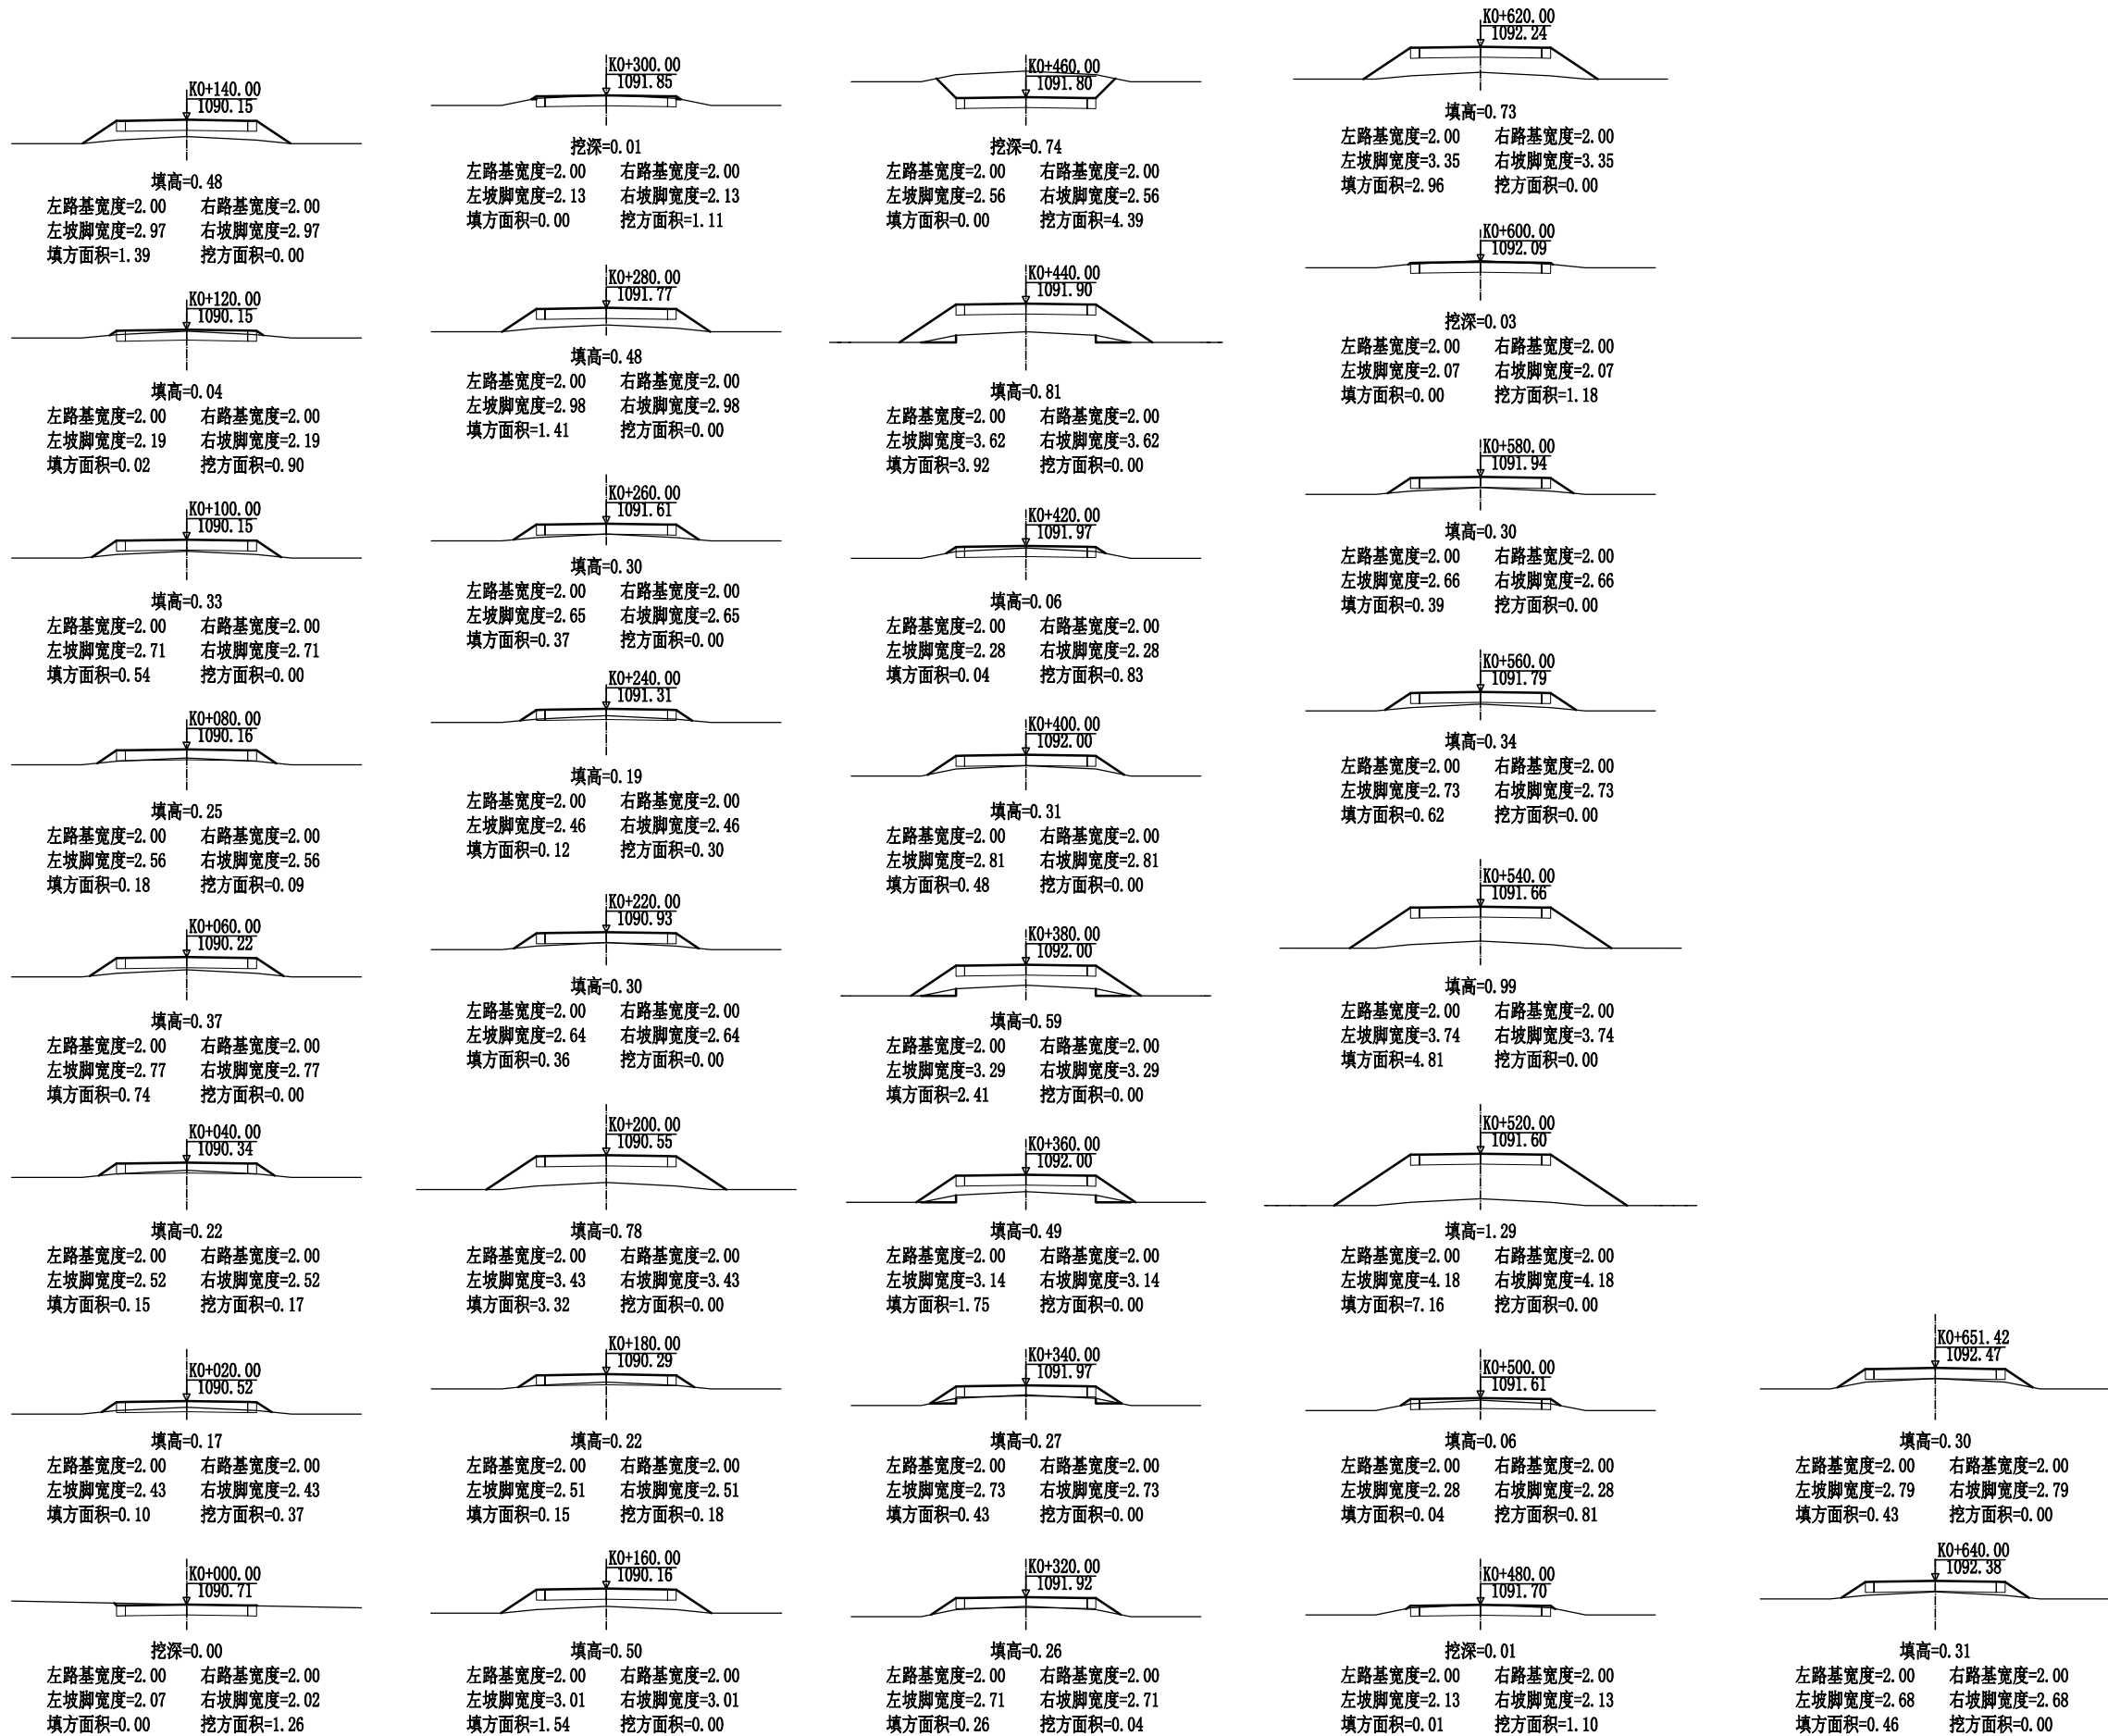 K0+140.00
1090.15
填高=0.48
左路基宽度=2.00 右路基宽度=2.00
左坡脚宽度=2.97 右坡脚宽度=2.97
填方面积=1.39 挖方面积=0.00
K0+120.00
1090.15
填高=0.04
左路基宽度=2.00 右路基宽度=2.00
左坡脚宽度=2.19 右坡脚宽度=2.19
填方面积=0.02 挖方面积=0.90
K0+100.00
1090.15
填高=0.33
左路基宽度=2.00 右路基宽度=2.00
左坡脚宽度=2.71 右坡脚宽度=2.71
填方面积=0.54 挖方面积=0.00
K0+080.00
1090.16
填高=0.25
左路基宽度=2.00 右路基宽度=2.00
左坡脚宽度=2.56 右坡脚宽度=2.56
填方面积=0.18 挖方面积=0.09
K0+060.00
1090.22
填高=0.37
左路基宽度=2.00 右路基宽度=2.00
左坡脚宽度=2.77 右坡脚宽度=2.77
填方面积=0.74 挖方面积=0.00
K0+040.00
1090.34
填高=0.22
左路基宽度=2.00 右路基宽度=2.00
左坡脚宽度=2.52 右坡脚宽度=2.52
填方面积=0.15 挖方面积=0.17
K0+020.00
1090.52
填高=0.17
左路基宽度=2.00 右路基宽度=2.00
左坡脚宽度=2.43 右坡脚宽度=2.43
填方面积=0.10 挖方面积=0.37
K0+000.00
1090.71
挖深=0.00
左路基宽度=2.00 右路基宽度=2.00
左坡脚宽度=2.07 右坡脚宽度=2.02
填方面积=0.00 挖方面积=1.26
K0+300.00
1091.85
挖深=0.01
左路基宽度=2.00 右路基宽度=2.00
左坡脚宽度=2.13 右坡脚宽度=2.13
填方面积=0.00 挖方面积=1.11
K0+280.00
1091.77
填高=0.48
左路基宽度=2.00 右路基宽度=2.00
左坡脚宽度=2.98 右坡脚宽度=2.98
填方面积=1.41 挖方面积=0.00
K0+260.00
1091.61
填高=0.30
左路基宽度=2.00 右路基宽度=2.00
左坡脚宽度=2.65 右坡脚宽度=2.65
填方面积=0.37 挖方面积=0.00
K0+240.00
1091.31
填高=0.19
左路基宽度=2.00 右路基宽度=2.00
左坡脚宽度=2.46 右坡脚宽度=2.46
填方面积=0.12 挖方面积=0.30
K0+220.00
1090.93
填高=0.30
左路基宽度=2.00 右路基宽度=2.00
左坡脚宽度=2.64 右坡脚宽度=2.64
填方面积=0.36 挖方面积=0.00
K0+200.00
1090.55
填高=0.78
左路基宽度=2.00 右路基宽度=2.00
左坡脚宽度=3.43 右坡脚宽度=3.43
填方面积=3.32 挖方面积=0.00
K0+180.00
1090.29
填高=0.22
左路基宽度=2.00 右路基宽度=2.00
左坡脚宽度=2.51 右坡脚宽度=2.51
填方面积=0.15 挖方面积=0.18
K0+160.00
1090.16
填高=0.50
左路基宽度=2.00 右路基宽度=2.00
左坡脚宽度=3.01 右坡脚宽度=3.01
填方面积=1.54 挖方面积=0.00
K0+460.00
1091.80
挖深=0.74
左路基宽度=2.00 右路基宽度=2.00
左坡脚宽度=2.56 右坡脚宽度=2.56
填方面积=0.00 挖方面积=4.39
K0+440.00
1091.90
填高=0.81
左路基宽度=2.00 右路基宽度=2.00
左坡脚宽度=3.62 右坡脚宽度=3.62
填方面积=3.92 挖方面积=0.00
K0+420.00
1091.97
填高=0.06
左路基宽度=2.00 右路基宽度=2.00
左坡脚宽度=2.28 右坡脚宽度=2.28
填方面积=0.04 挖方面积=0.83
K0+400.00
1092.00
填高=0.31
左路基宽度=2.00 右路基宽度=2.00
左坡脚宽度=2.81 右坡脚宽度=2.81
填方面积=0.48 挖方面积=0.00
K0+380.00
1092.00
填高=0.59
左路基宽度=2.00 右路基宽度=2.00
左坡脚宽度=3.29 右坡脚宽度=3.29
填方面积=2.41 挖方面积=0.00
K0+360.00
1092.00
填高=0.49
左路基宽度=2.00 右路基宽度=2.00
左坡脚宽度=3.14 右坡脚宽度=3.14
填方面积=1.75 挖方面积=0.00
K0+340.00
1091.97
填高=0.27
左路基宽度=2.00 右路基宽度=2.00
左坡脚宽度=2.73 右坡脚宽度=2.73
填方面积=0.43 挖方面积=0.00
K0+320.00
1091.92
填高=0.26
左路基宽度=2.00 右路基宽度=2.00
左坡脚宽度=2.71 右坡脚宽度=2.71
填方面积=0.26 挖方面积=0.04
K0+620.00
1092.24
填高=0.73
左路基宽度=2.00 右路基宽度=2.00
左坡脚宽度=3.35 右坡脚宽度=3.35
填方面积=2.96 挖方面积=0.00
K0+600.00
1092.09
挖深=0.03
左路基宽度=2.00 右路基宽度=2.00
左坡脚宽度=2.07 右坡脚宽度=2.07
填方面积=0.00 挖方面积=1.18
K0+580.00
1091.94
填高=0.30
左路基宽度=2.00 右路基宽度=2.00
左坡脚宽度=2.66 右坡脚宽度=2.66
填方面积=0.39 挖方面积=0.00
K0+560.00
1091.79
填高=0.34
左路基宽度=2.00 右路基宽度=2.00
左坡脚宽度=2.73 右坡脚宽度=2.73
填方面积=0.62 挖方面积=0.00
K0+540.00
1091.66
填高=0.99
左路基宽度=2.00 右路基宽度=2.00
左坡脚宽度=3.74 右坡脚宽度=3.74
填方面积=4.81 挖方面积=0.00
K0+520.00
1091.60
填高=1.29
左路基宽度=2.00 右路基宽度=2.00
左坡脚宽度=4.18 右坡脚宽度=4.18
填方面积=7.16 挖方面积=0.00
K0+500.00
1091.61
填高=0.06
左路基宽度=2.00 右路基宽度=2.00
左坡脚宽度=2.28 右坡脚宽度=2.28
填方面积=0.04 挖方面积=0.81
K0+480.00
1091.70
挖深=0.01
左路基宽度=2.00 右路基宽度=2.00
左坡脚宽度=2.13 右坡脚宽度=2.13
填方面积=0.01 挖方面积=1.10
K0+651.42
1092.47
填高=0.30
左路基宽度=2.00 右路基宽度=2.00
左坡脚宽度=2.79 右坡脚宽度=2.79
填方面积=0.43 挖方面积=0.00
K0+640.00
1092.38
填高=0.31
左路基宽度=2.00 右路基宽度=2.00
左坡脚宽度=2.68 右坡脚宽度=2.68
填方面积=0.46 挖方面积=0.00